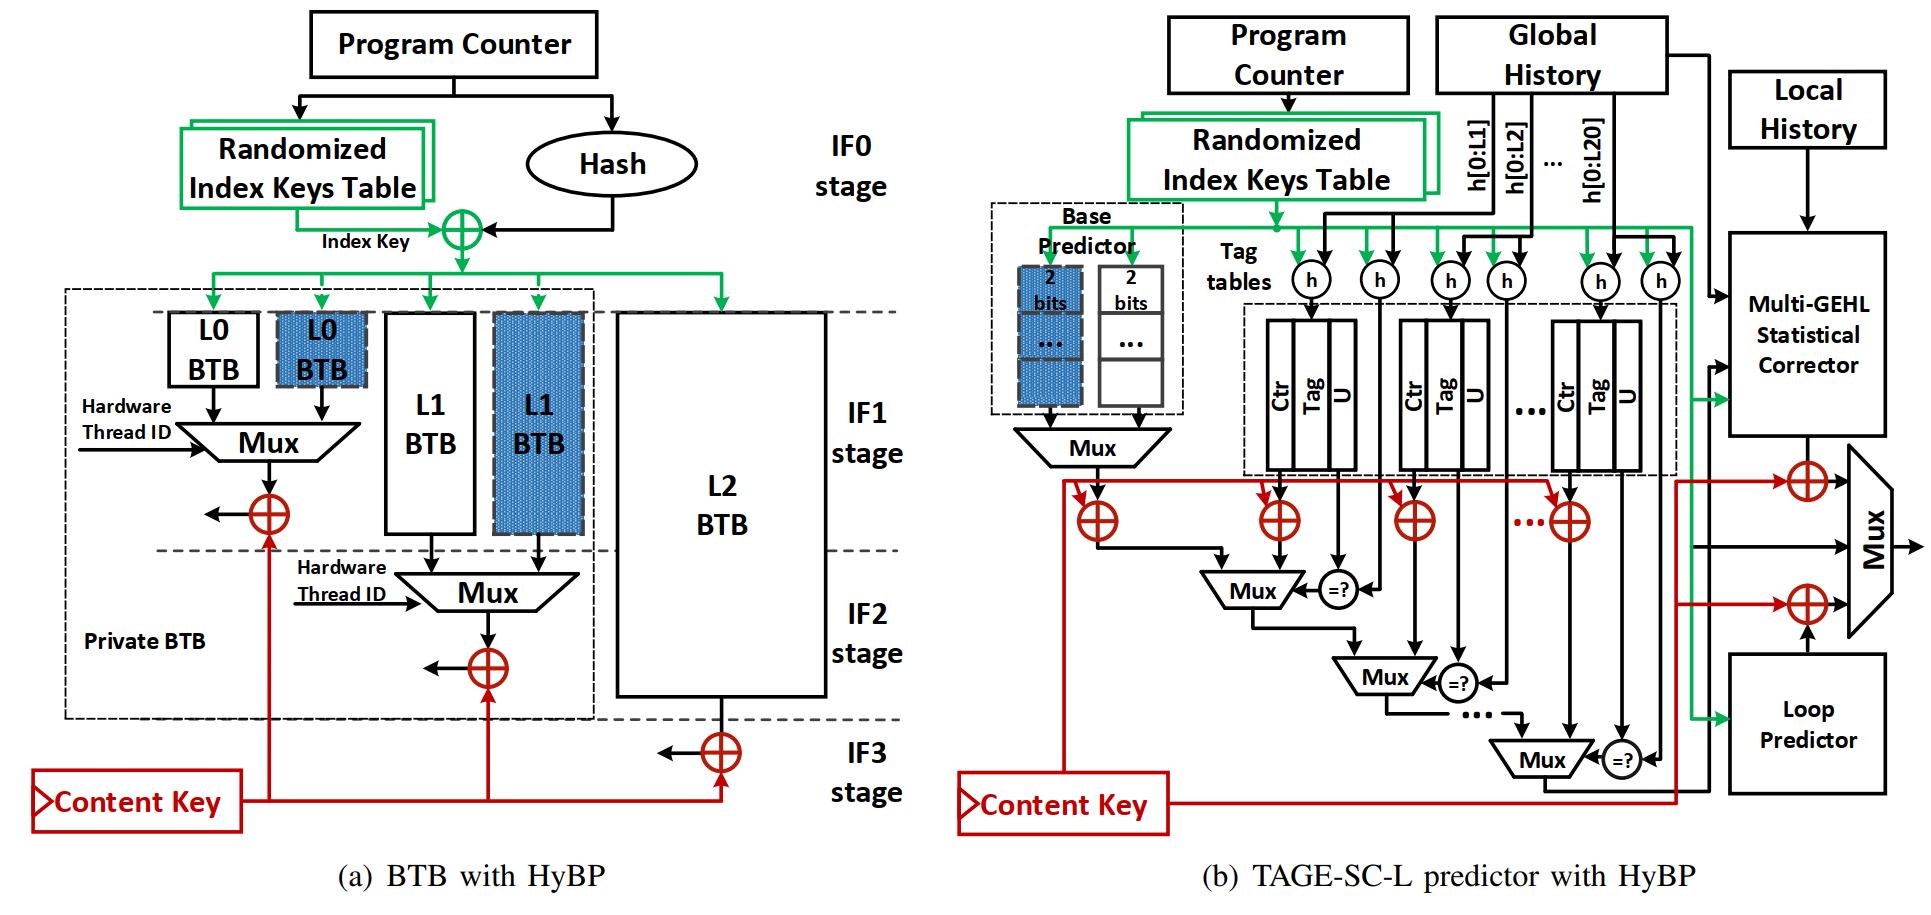 Program Counter
Randomized
Index Keys Table
Hash
IF0
stage
Index Key
L0
BTB
L0
BTB
L1
BTB
L1
BTB
L2
BTB
Hardware
Thread ID
Mux
IF1
stage
Hardware
Thread ID
Mux
IF2
stage
Private BTB
IF3
stage
Content Key
(a) BTB with HyBP
Program
Counter
Global
History
Local
History
Randomized
Index Keys Table
h[0:L1]
h[0:L2]
...
h[0:L20]
Base
Predictor
Tag
tables
2
bits
...
2
bits
...
h
h
h
h
h
h
Ctr
Tag
U
Ctr
Tag
U
...
Ctr
Tag
U
Multi-GEHL
Statistical
Corrector
Mux
...
Mux
=?
Mux
=?
...
Mux
=?
Mux
Loop
Predictor
Content Key
(b) TAGE-SC-L predictor with HyBP